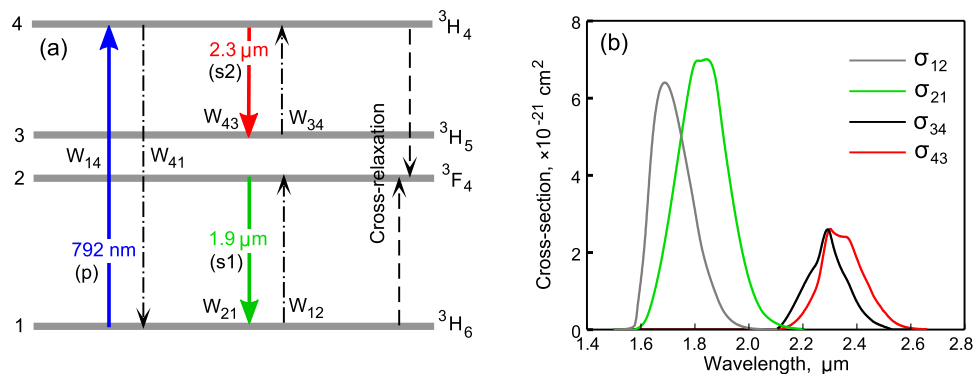 (a)
4
³H₄
2.3 µm
(s2)
W₄₃
W₃₄
3
³H₅
W₁₄
W₄₁
Cross-relaxation
2
³F₄
792 nm
(p)
1.9 µm
(s1)
W₂₁
W₁₂
1
³H₆
(b)
Cross-section, ×10⁻²¹ cm²
8
6
4
2
0
σ₁₂
σ₂₁
σ₃₄
σ₄₃
1.4 1.6 1.8 2.0 2.2 2.4 2.6 2.8
Wavelength, µm